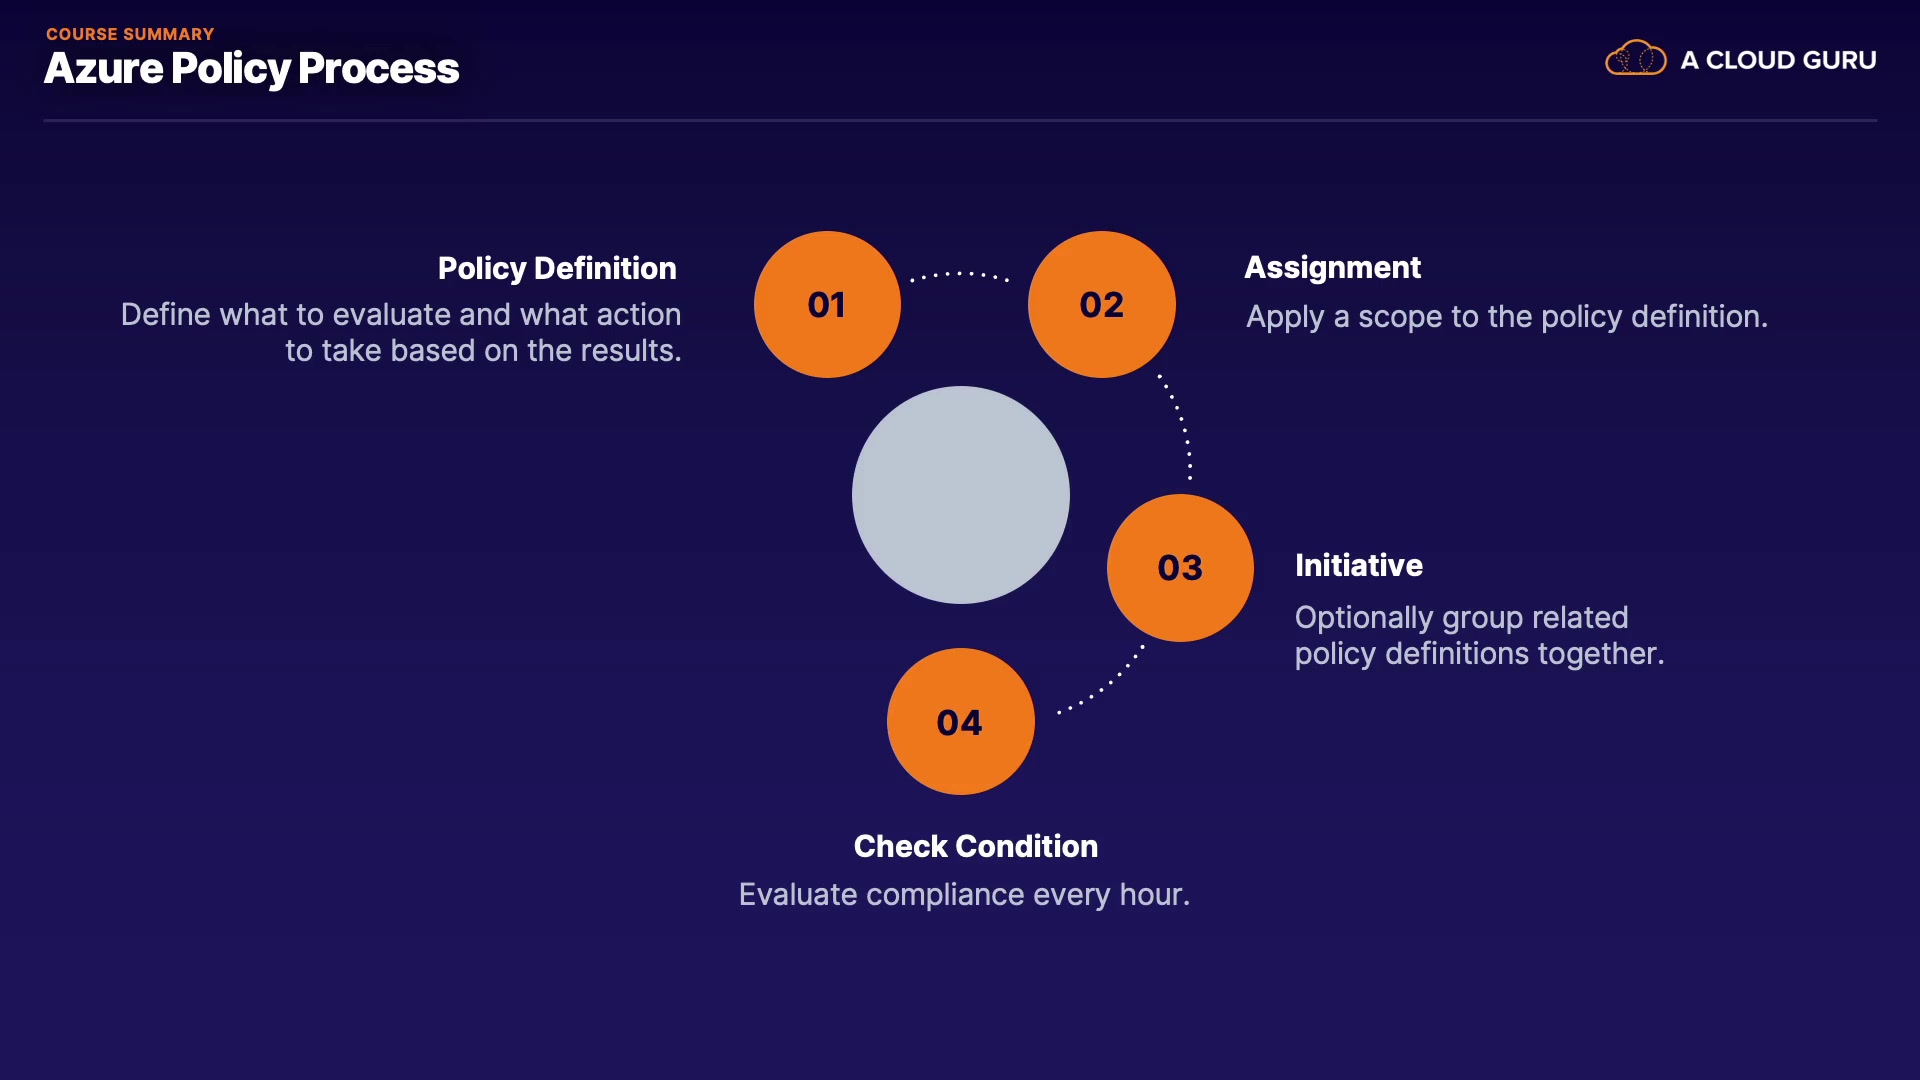 COURSE SUMMARY
Azure Policy Process
A CLOUD GURU
Policy Definition
Define what to evaluate and what action
to take based on the results.
01
02
Assignment
Apply a scope to the policy definition.
03
Initiative
Optionally group related
policy definitions together.
04
Check Condition
Evaluate compliance every hour.